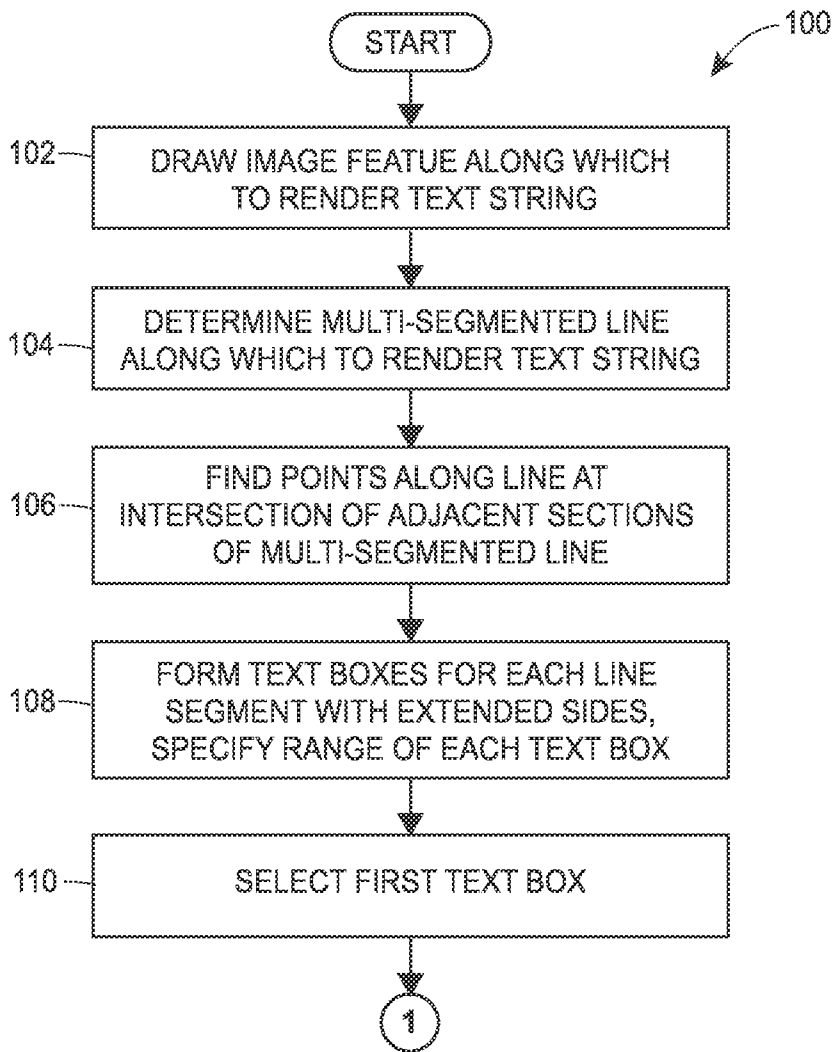 100
START
102
DRAW IMAGE FEATUE ALONG WHICH
TO RENDER TEXT STRING
104
DETERMINE MULTI-SEGMENTED LINE
ALONG WHICH TO RENDER TEXT STRING
106
FIND POINTS ALONG LINE AT
INTERSECTION OF ADJACENT SECTIONS
OF MULTI-SEGMENTED LINE
108
FORM TEXT BOXES FOR EACH LINE
SEGMENT WITH EXTENDED SIDES,
SPECIFY RANGE OF EACH TEXT BOX
110
SELECT FIRST TEXT BOX
1